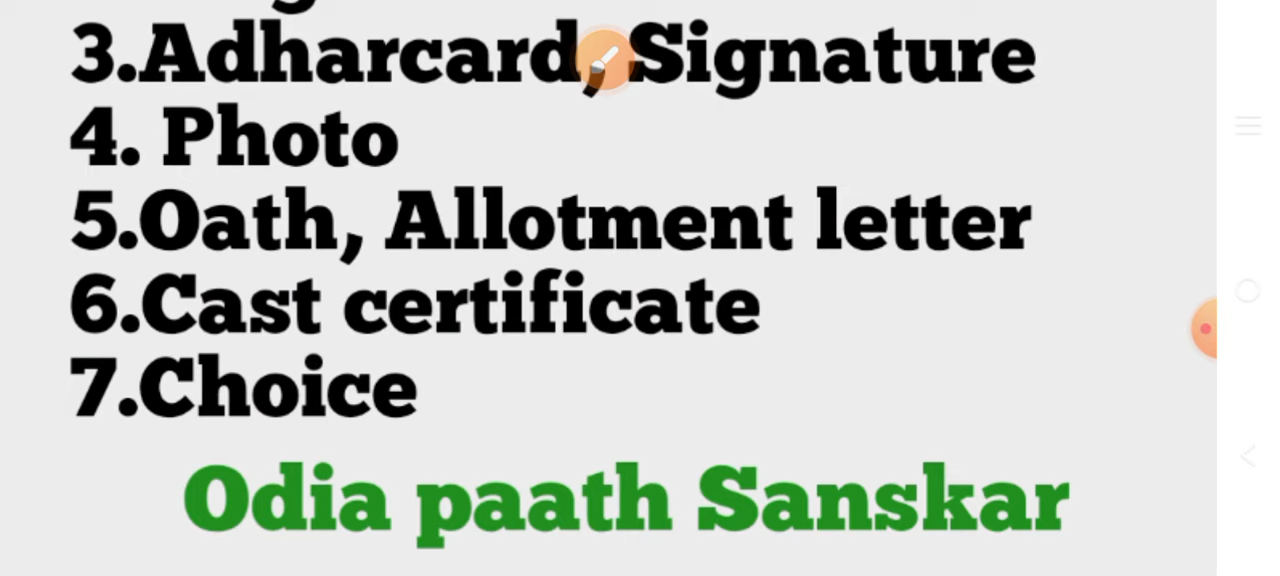 3.Adharcard, Signature
4. Photo
5.Oath, Allotment letter
6.Cast certificate
7.Choice
Odia paath Sanskar